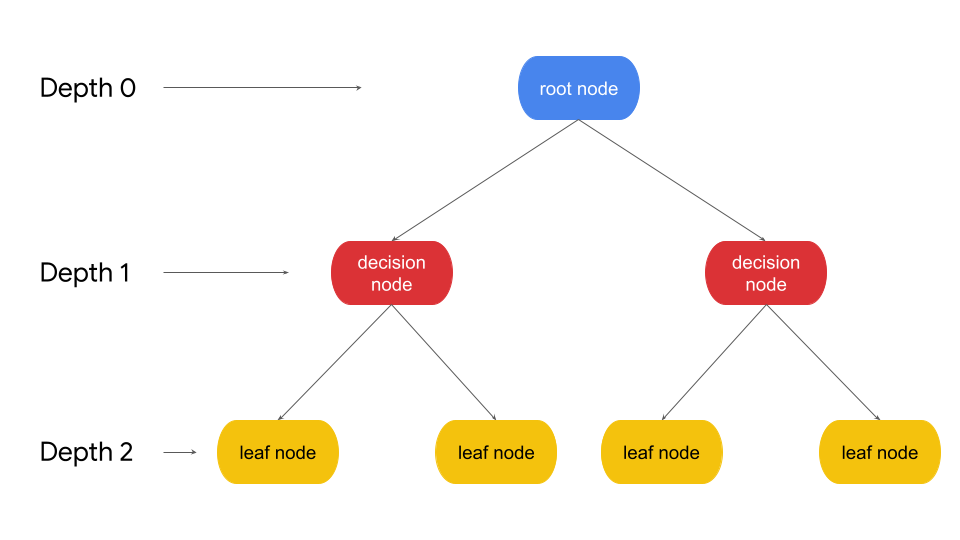 Depth 0
root node
Depth 1
decision
node
decision
node
Depth 2
leaf node
leaf node
leaf node
leaf node